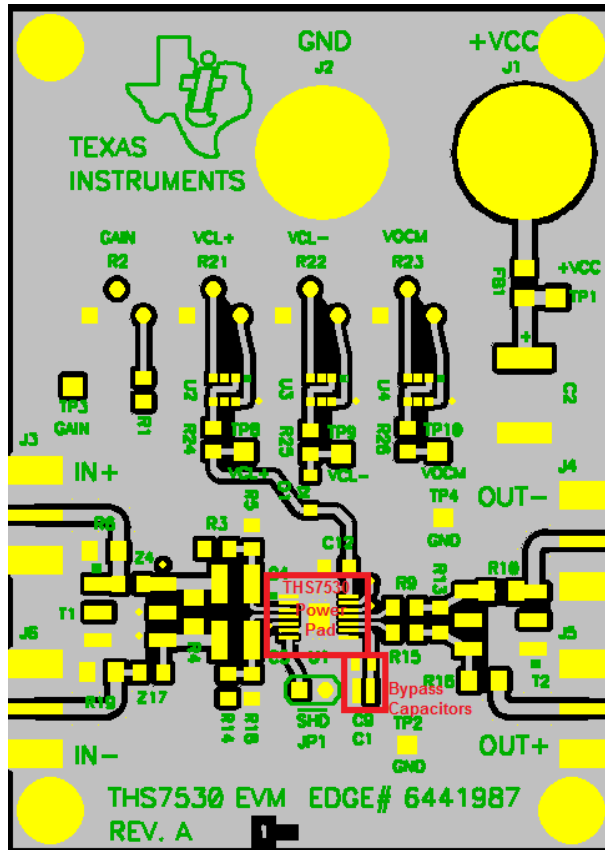 GND +VCC
J2 J1
TEXAS
INSTRUMENTS
GAIN VCL+ VCL- VOCM
R2 R21 R22 R23
+VCC
FB1
TP1
+
U2 U3 U4
C2
TP3
GAIN
R1
R24 TP8 R25 TP9 R26 TP10
VCL+ VCL- VOCM
J3 IN+ J4
OUT-
TP4
GND
R5
R3
C12
Z4
THS7530
Power
Pad
R9 R13 R10
T1
J6 J5
R4 U1 R15
R19 Z17 R16 T2
Bypass
Capacitors
R14 R18 SHD C9
JP1 C1
TP2
GND
IN- OUT+
THS7530 EVM EDGE# 6441987
REV. A